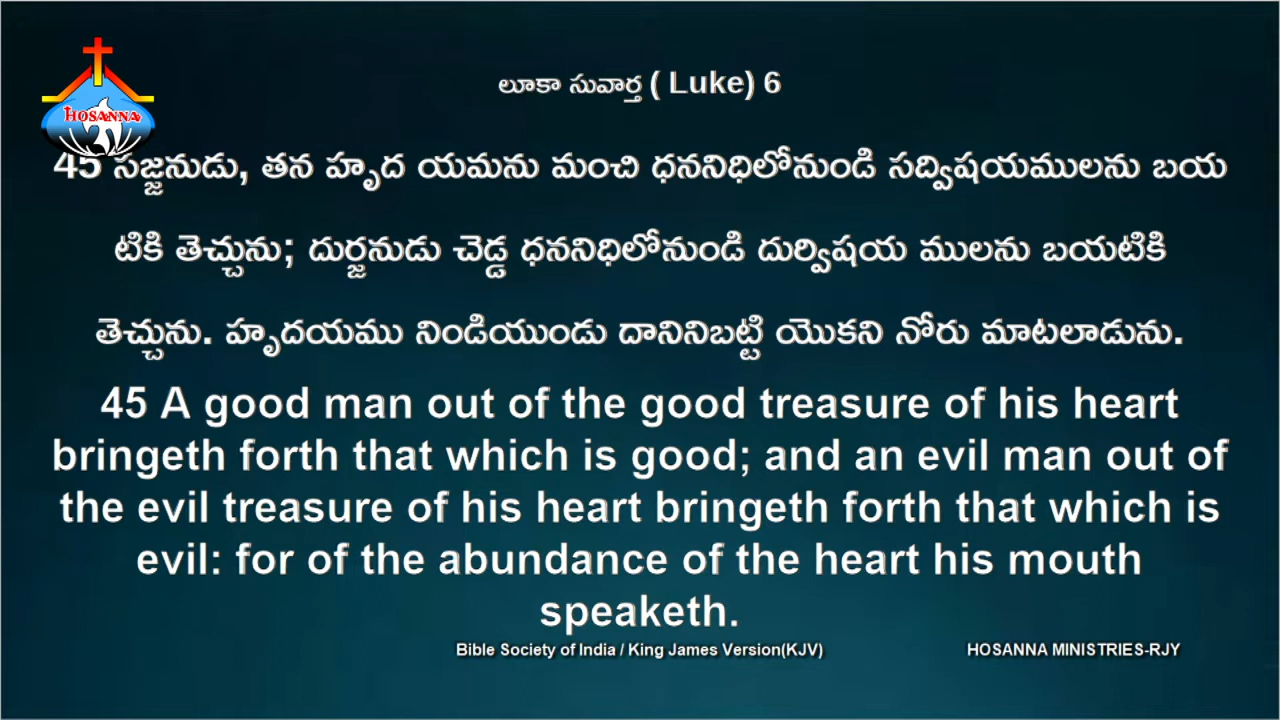 HOSANNA
లూకా సువార్త ( Luke) 6
45 సజ్జనుడు, తన హృద యమను మంచి ధననిధిలోనుండి సద్విషయములను బయ
టికి తెచ్చును; దుర్జనుడు చెడ్డ ధననిధిలోనుండి దుర్విషయ ములను బయటికి
తెచ్చును. హృదయము నిండియుండు దానినిబట్టి యొకని నోరు మాటలాడును.
45 A good man out of the good treasure of his heart
bringeth forth that which is good; and an evil man out of
the evil treasure of his heart bringeth forth that which is
evil: for of the abundance of the heart his mouth
speaketh.
Bible Society of India / King James Version(KJV) HOSANNA MINISTRIES-RJY